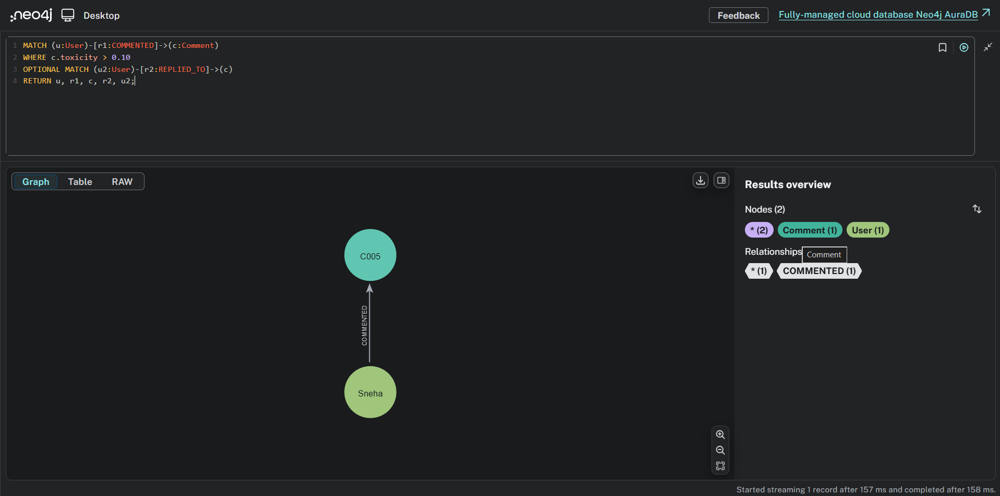 neo4j Desktop
Feedback
Fully-managed cloud database Neo4j AuraDB
1 MATCH (u:User)-[r1:COMMENTED]->(c:Comment)
2 WHERE c.toxicity > 0.10
3 OPTIONAL MATCH (u2:User)-[r2:REPLIED_TO]->(c)
4 RETURN u, r1, c, r2, u2;
Graph Table RAW
C005
COMMENTED
Sneha
Results overview
Nodes (2)
* (2) Comment (1) User (1)
Relationships
Comment
* (1) COMMENTED (1)
Started streaming 1 record after 157 ms and completed after 158 ms.